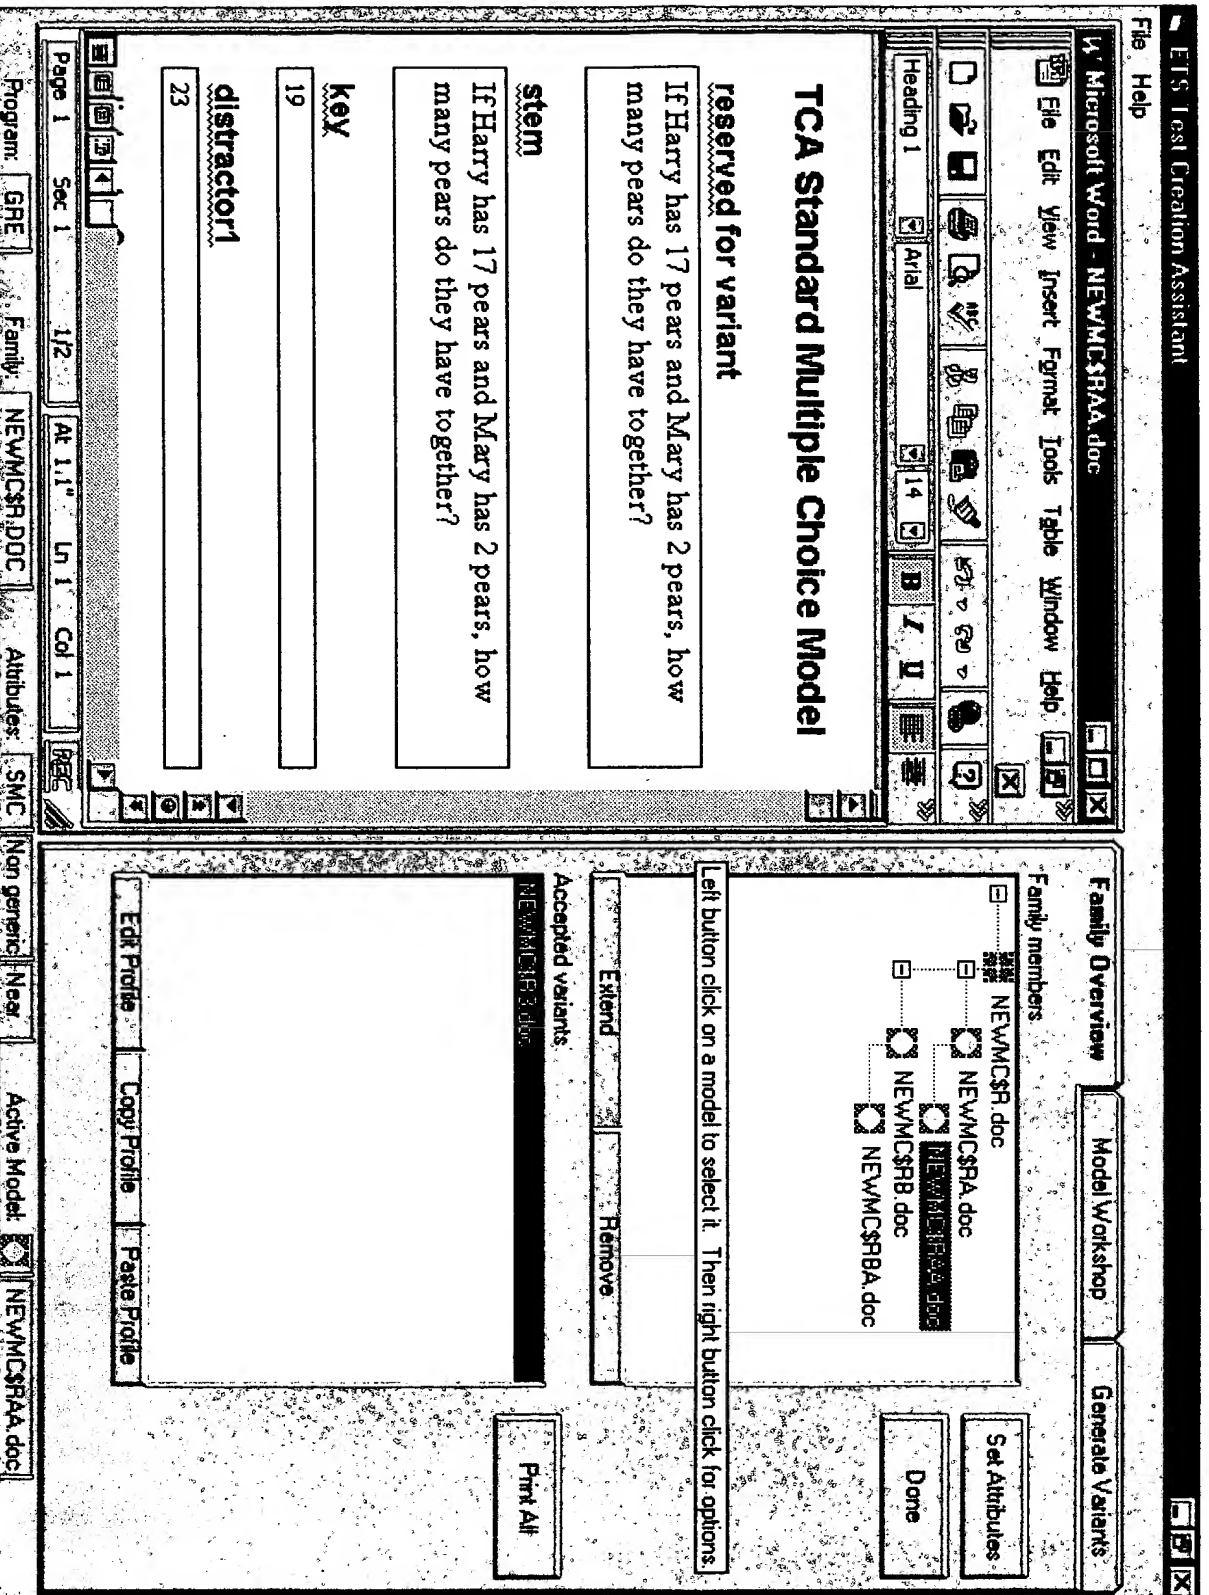 ETS Test Creation Assistant
File Help
Microsoft Word - NEWMC$RAA.doc
File Edit View Insert Format Tools Table Window Help
Heading 1 Arial 14 B I U
TCA Standard Multiple Choice Model
reserved for variant
If Harry has 17 pears and Mary has 2 pears, how
many pears do they have together?
stem
If Harry has 17 pears and Mary has 2 pears, how
many pears do they have together?
key
19
distractor1
23
Page 1 Sec 1 1/2 At 1.1" Ln 1 Col 1 REC
Family Overview Model Workshop Generate Variants
Family members:
NEWMC$R.doc
NEWMC$RA.doc
NEWMC$RAA.doc
NEWMC$RB.doc
NEWMC$RBA.doc
Set Attributes
Done
Left button click on a model to select it. Then right button click for options.
Extend Remove
Accepted variants:
Print All
Edit Profile Copy Profile Paste Profile
Program: GRE Family: NEWMC$R.DOC Attributes: SMC Non generic Near Active Model: NEWMC$RAA.doc